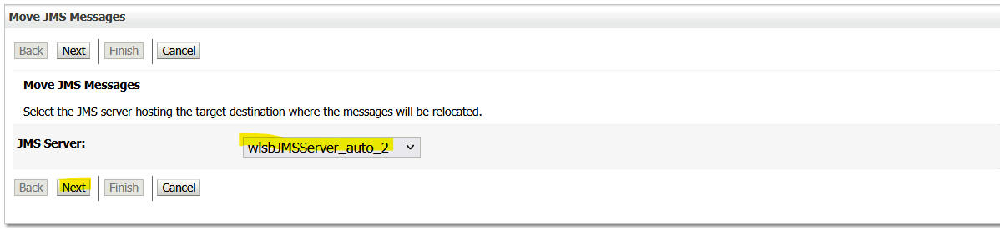 Move JMS Messages
Back Next Finish Cancel
Move JMS Messages
Select the JMS server hosting the target destination where the messages will be relocated.
JMS Server: wlsbJMSServer_auto_2
Back Next Finish Cancel